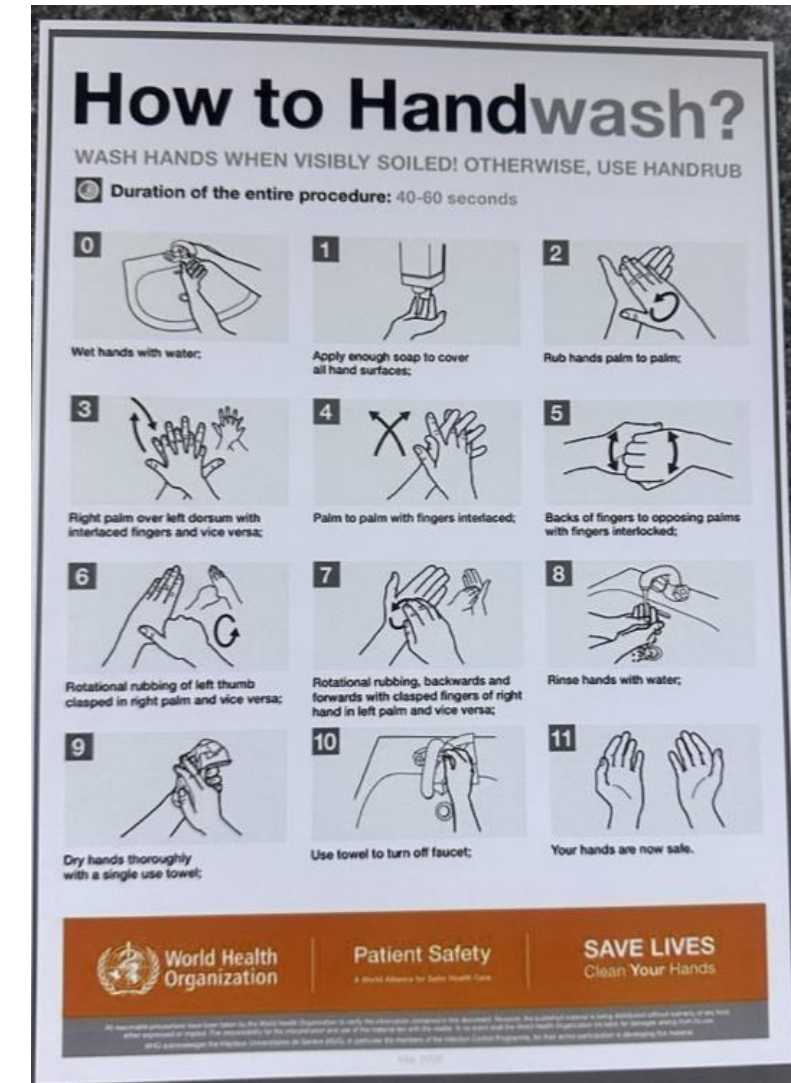 How to Handwash?
WASH HANDS WHEN VISIBLY SOILED! OTHERWISE, USE HANDRUB
Duration of the entire procedure: 40-60 seconds
0
Wet hands with water;
1
Apply enough soap to cover
all hand surfaces;
2
Rub hands palm to palm;
3
Right palm over left dorsum with
interlaced fingers and vice versa;
4
Palm to palm with fingers interlaced;
5
Backs of fingers to opposing palms
with fingers interlocked;
6
Rotational rubbing of left thumb
clasped in right palm and vice versa;
7
Rotational rubbing, backwards and
forwards with clasped fingers of right
hand in left palm and vice versa;
8
Rinse hands with water;
9
Dry hands thoroughly
with a single use towel;
10
Use towel to turn off faucet;
11
Your hands are now safe.
World Health
Organization
Patient Safety
A World Alliance for Safer Health Care
SAVE LIVES
Clean Your Hands